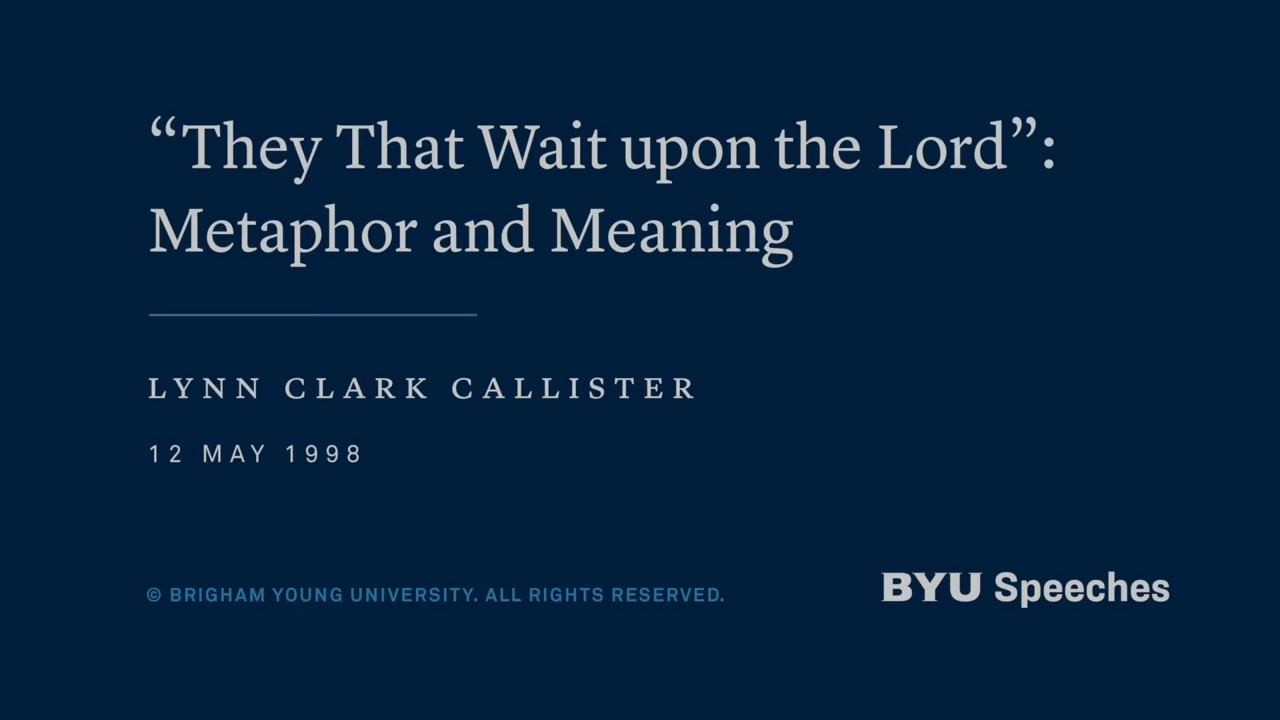 “They That Wait upon the Lord”:
Metaphor and Meaning
LYNN CLARK CALLISTER
12 MAY 1998
© BRIGHAM YOUNG UNIVERSITY. ALL RIGHTS RESERVED.
BYU Speeches